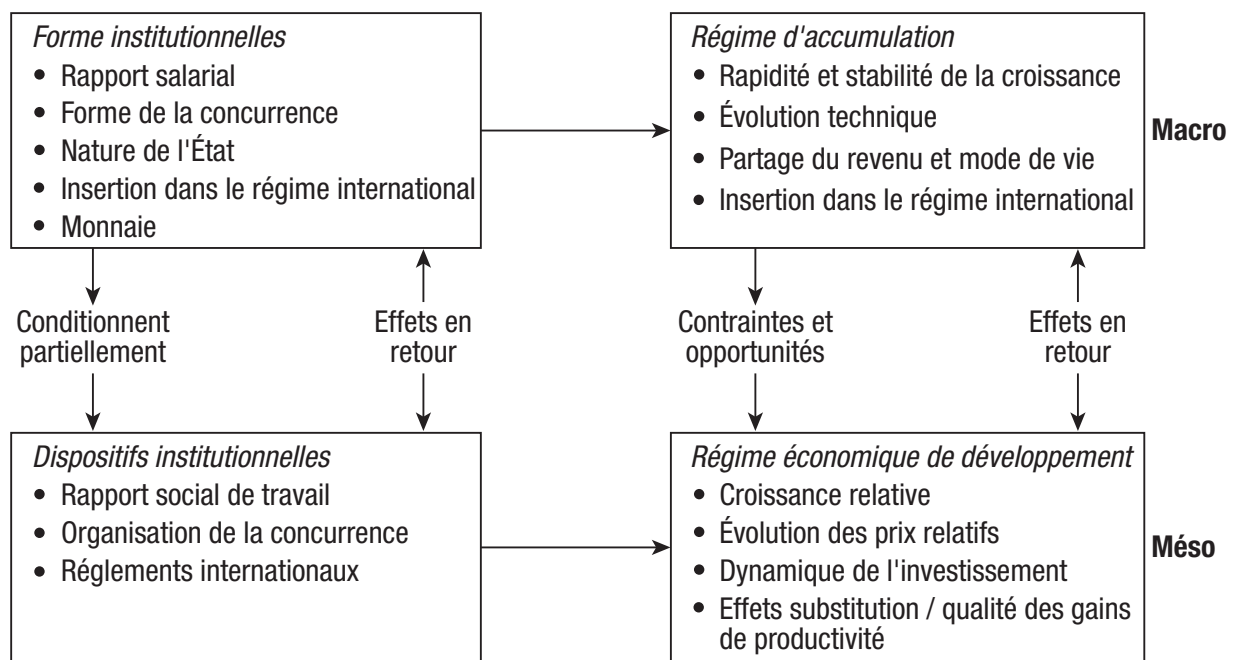 Forme institutionnelles
• Rapport salarial
• Forme de la concurrence
• Nature de l'État
• Insertion dans le régime international
• Monnaie
Régime d'accumulation
• Rapidité et stabilité de la croissance
• Évolution technique
• Partage du revenu et mode de vie
• Insertion dans le régime international
Macro
Conditionnent
partiellement
Effets en
retour
Contraintes et
opportunités
Effets en
retour
Dispositifs institutionnelles
• Rapport social de travail
• Organisation de la concurrence
• Réglements internationaux
Régime économique de développement
• Croissance relative
• Évolution des prix relatifs
• Dynamique de l'investissement
• Effets substitution / qualité des gains
de productivité
Méso